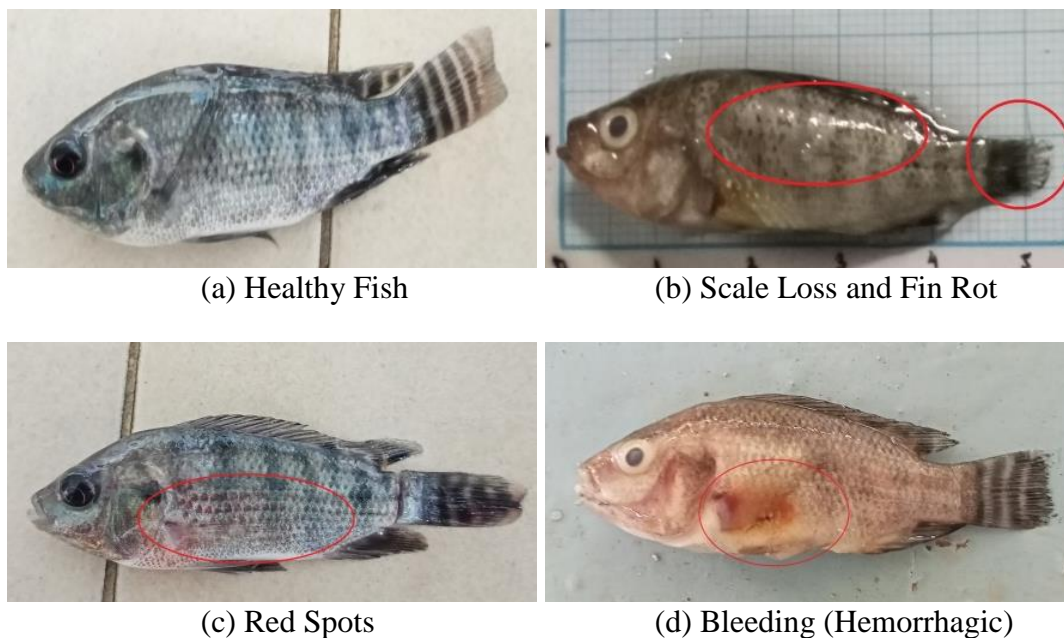 (a) Healthy Fish
(b) Scale Loss and Fin Rot
(c) Red Spots
(d) Bleeding (Hemorrhagic)